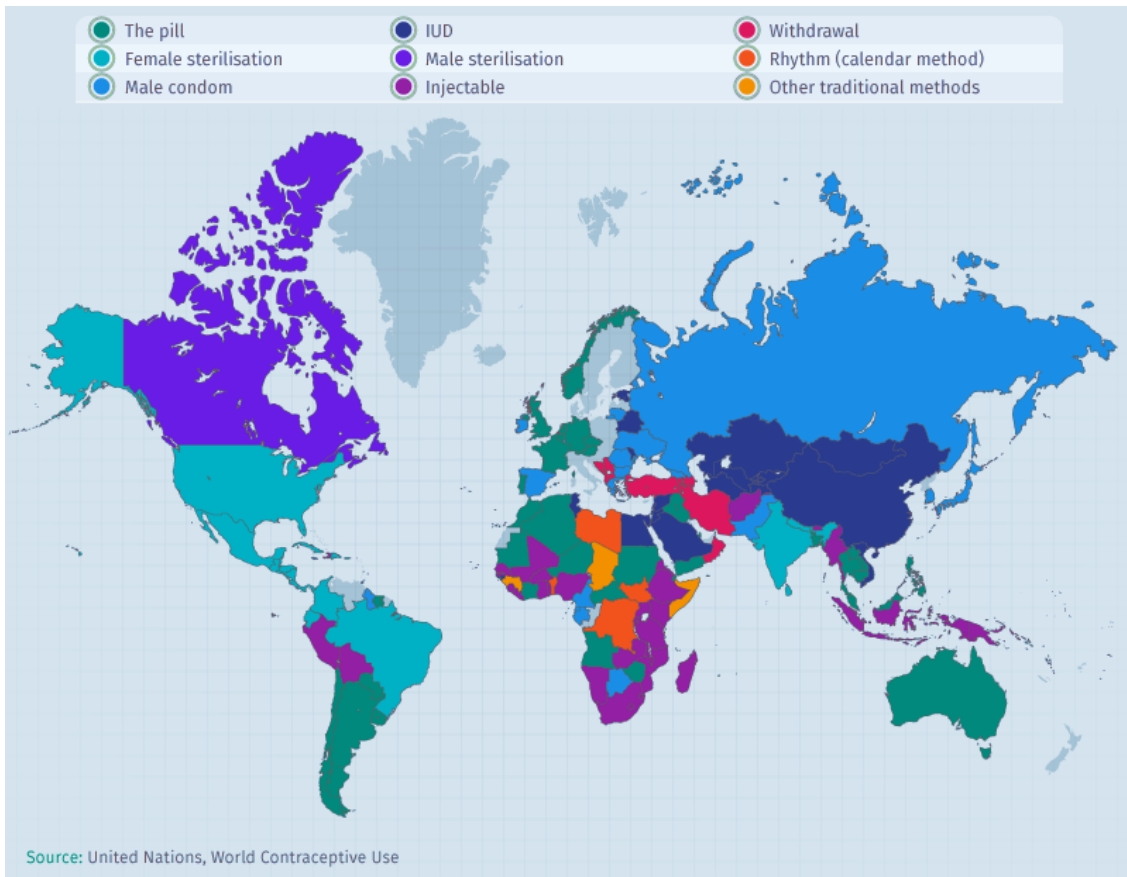 The pill
IUD
Withdrawal
Female sterilisation
Male sterilisation
Rhythm (calendar method)
Male condom
Injectable
Other traditional methods
Source: United Nations, World Contraceptive Use